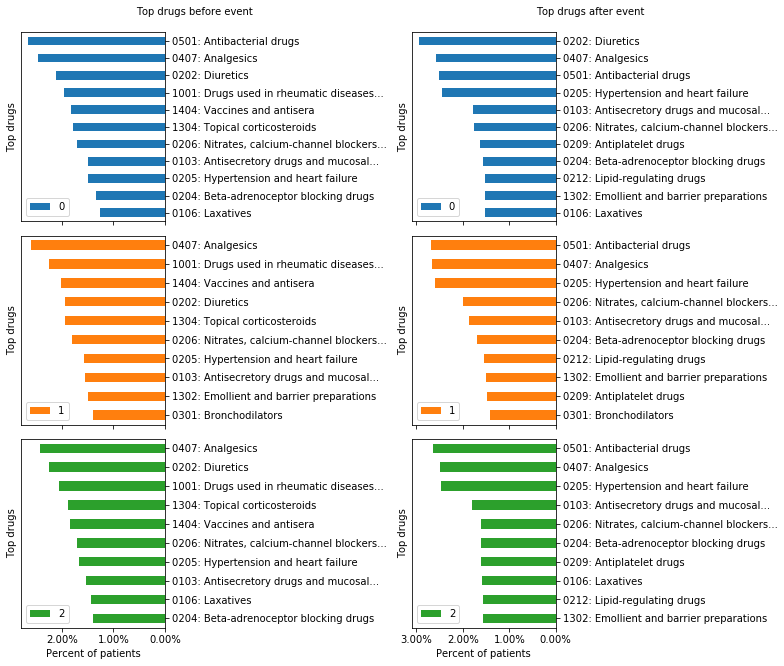 Top drugs before event
Top drugs
0501: Antibacterial drugs
0407: Analgesics
0202: Diuretics
1001: Drugs used in rheumatic diseases...
1404: Vaccines and antisera
1304: Topical corticosteroids
0206: Nitrates, calcium-channel blockers...
0103: Antisecretory drugs and mucosal...
0205: Hypertension and heart failure
0204: Beta-adrenoceptor blocking drugs
0106: Laxatives
0
Top drugs
0407: Analgesics
1001: Drugs used in rheumatic diseases...
1404: Vaccines and antisera
0202: Diuretics
1304: Topical corticosteroids
0206: Nitrates, calcium-channel blockers...
0205: Hypertension and heart failure
0103: Antisecretory drugs and mucosal...
1302: Emollient and barrier preparations
0301: Bronchodilators
1
Top drugs
0407: Analgesics
0202: Diuretics
1001: Drugs used in rheumatic diseases...
1304: Topical corticosteroids
1404: Vaccines and antisera
0206: Nitrates, calcium-channel blockers...
0205: Hypertension and heart failure
0103: Antisecretory drugs and mucosal...
0106: Laxatives
0204: Beta-adrenoceptor blocking drugs
2
2.00% 1.00% 0.00%
Percent of patients
Top drugs after event
Top drugs
0202: Diuretics
0407: Analgesics
0501: Antibacterial drugs
0205: Hypertension and heart failure
0103: Antisecretory drugs and mucosal...
0206: Nitrates, calcium-channel blockers...
0209: Antiplatelet drugs
0204: Beta-adrenoceptor blocking drugs
0212: Lipid-regulating drugs
1302: Emollient and barrier preparations
0106: Laxatives
0
Top drugs
0501: Antibacterial drugs
0407: Analgesics
0205: Hypertension and heart failure
0206: Nitrates, calcium-channel blockers...
0103: Antisecretory drugs and mucosal...
0204: Beta-adrenoceptor blocking drugs
0212: Lipid-regulating drugs
1302: Emollient and barrier preparations
0209: Antiplatelet drugs
0301: Bronchodilators
1
Top drugs
0501: Antibacterial drugs
0407: Analgesics
0205: Hypertension and heart failure
0103: Antisecretory drugs and mucosal...
0206: Nitrates, calcium-channel blockers...
0204: Beta-adrenoceptor blocking drugs
0209: Antiplatelet drugs
0106: Laxatives
0212: Lipid-regulating drugs
1302: Emollient and barrier preparations
2
3.00% 2.00% 1.00% 0.00%
Percent of patients